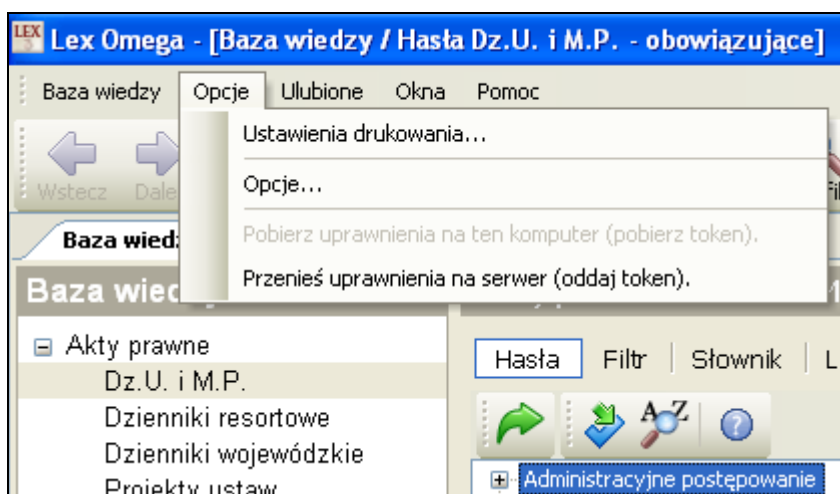 LEX Lex Omega - [Baza wiedzy / Hasła Dz.U. i M.P. - obowiązujące]
Baza wiedzy Opcje Ulubione Okna Pomoc
Ustawienia drukowania...
Wstecz
Opcje...
Pobierz uprawnienia na ten komputer (pobierz token).
Przenieś uprawnienia na serwer (oddaj token).
Akty prawne
Hasła Filtr Słownik
Dz.U. i M.P.
Dzienniki resortowe
A Z
Dzienniki wojewódzkie
Projekty ustaw
Administracyjne postępowanie